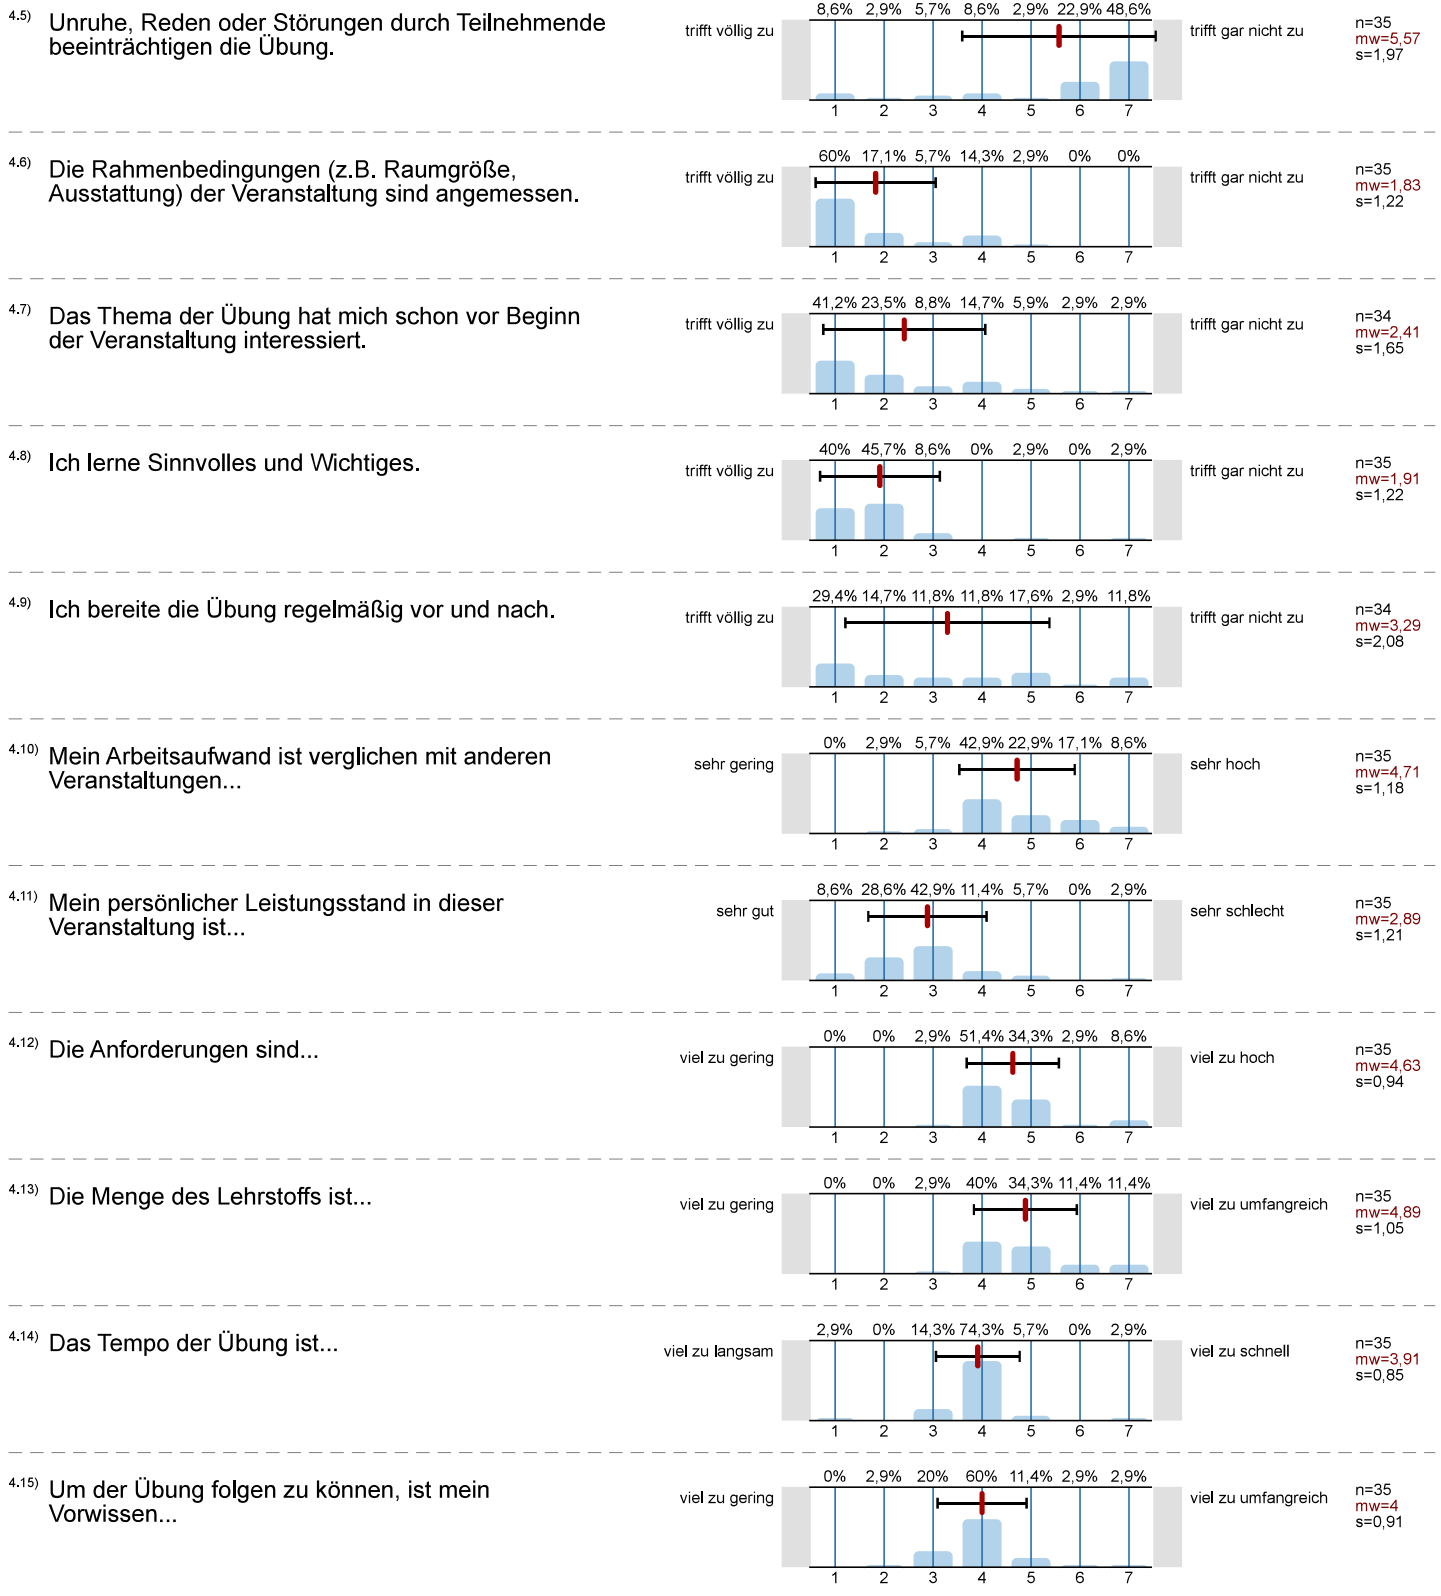 4.5) Unruhe, Reden oder Störungen durch Teilnehmende
beeinträchtigen die Übung.
trifft völlig zu
8,6% 2,9% 5,7% 8,6% 2,9% 22,9% 48,6%
1 2 3 4 5 6 7
trifft gar nicht zu
n=35
mw=5,57
s=1,97
4.6) Die Rahmenbedingungen (z.B. Raumgröße,
Ausstattung) der Veranstaltung sind angemessen.
trifft völlig zu
60% 17,1% 5,7% 14,3% 2,9% 0% 0%
1 2 3 4 5 6 7
trifft gar nicht zu
n=35
mw=1,83
s=1,22
4.7) Das Thema der Übung hat mich schon vor Beginn
der Veranstaltung interessiert.
trifft völlig zu
41,2% 23,5% 8,8% 14,7% 5,9% 2,9% 2,9%
1 2 3 4 5 6 7
trifft gar nicht zu
n=34
mw=2,41
s=1,65
4.8) Ich lerne Sinnvolles und Wichtiges.
trifft völlig zu
40% 45,7% 8,6% 0% 2,9% 0% 2,9%
1 2 3 4 5 6 7
trifft gar nicht zu
n=35
mw=1,91
s=1,22
4.9) Ich bereite die Übung regelmäßig vor und nach.
trifft völlig zu
29,4% 14,7% 11,8% 11,8% 17,6% 2,9% 11,8%
1 2 3 4 5 6 7
trifft gar nicht zu
n=34
mw=3,29
s=2,08
4.10) Mein Arbeitsaufwand ist verglichen mit anderen
Veranstaltungen...
sehr gering
0% 2,9% 5,7% 42,9% 22,9% 17,1% 8,6%
1 2 3 4 5 6 7
sehr hoch
n=35
mw=4,71
s=1,18
4.11) Mein persönlicher Leistungsstand in dieser
Veranstaltung ist...
sehr gut
8,6% 28,6% 42,9% 11,4% 5,7% 0% 2,9%
1 2 3 4 5 6 7
sehr schlecht
n=35
mw=2,89
s=1,21
4.12) Die Anforderungen sind...
viel zu gering
0% 0% 2,9% 51,4% 34,3% 2,9% 8,6%
1 2 3 4 5 6 7
viel zu hoch
n=35
mw=4,63
s=0,94
4.13) Die Menge des Lehrstoffs ist...
viel zu gering
0% 0% 2,9% 40% 34,3% 11,4% 11,4%
1 2 3 4 5 6 7
viel zu umfangreich
n=35
mw=4,89
s=1,05
4.14) Das Tempo der Übung ist...
viel zu langsam
2,9% 0% 14,3% 74,3% 5,7% 0% 2,9%
1 2 3 4 5 6 7
viel zu schnell
n=35
mw=3,91
s=0,85
4.15) Um der Übung folgen zu können, ist mein
Vorwissen...
viel zu gering
0% 2,9% 20% 60% 11,4% 2,9% 2,9%
1 2 3 4 5 6 7
viel zu umfangreich
n=35
mw=4
s=0,91